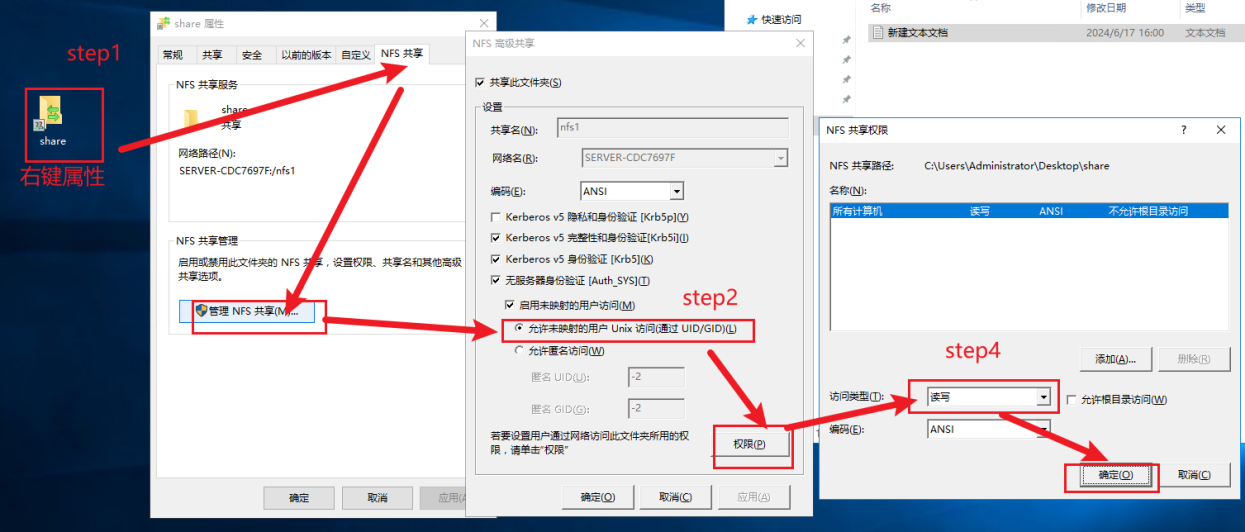 step1
share
右键属性
share 属性
常规 共享 安全 以前的版本 自定义 NFS 共享
NFS 共享服务
share
共享
网络路径(N):
SERVER-CDC7697F:/nfs1
NFS 共享管理
启用或禁用此文件夹的 NFS 共享，设置权限、共享名和其他高级
共享选项。
管理 NFS 共享(M)...
确定 取消
NFS 高级共享
共享此文件夹(S)
设置
共享名(N): nfs1
网络名(R): SERVER-CDC7697F
编码(E): ANSI
Kerberos v5 隐私和身份验证 [Krb5p](Y)
Kerberos v5 完整性和身份验证[Krb5i](I)
Kerberos v5 身份验证 [Krb5](K)
无服务器身份验证 [Auth_SYS](T)
启用未映射的用户访问(M)
step2
允许未映射的用户 Unix 访问(通过 UID/GID)(L)
允许匿名访问(W)
匿名 UID(U): -2
匿名 GID(G): -2
若要设置用户通过网络访问此文件夹所用的权
限，请单击"权限"
权限(P)
确定(O) 取消(C) 应用(A)
快速访问
名称 修改日期 类型
新建文本文档 2024/6/17 16:00 文本文档
NFS 共享权限
NFS 共享路径: C:\Users\Administrator\Desktop\share
名称(N):
所有计算机 读写 ANSI 不允许根目录访问
step4
添加(A)... 删除(R)
访问类型(T): 读写 允许根目录访问(W)
编码(E): ANSI
确定(O) 取消(C)